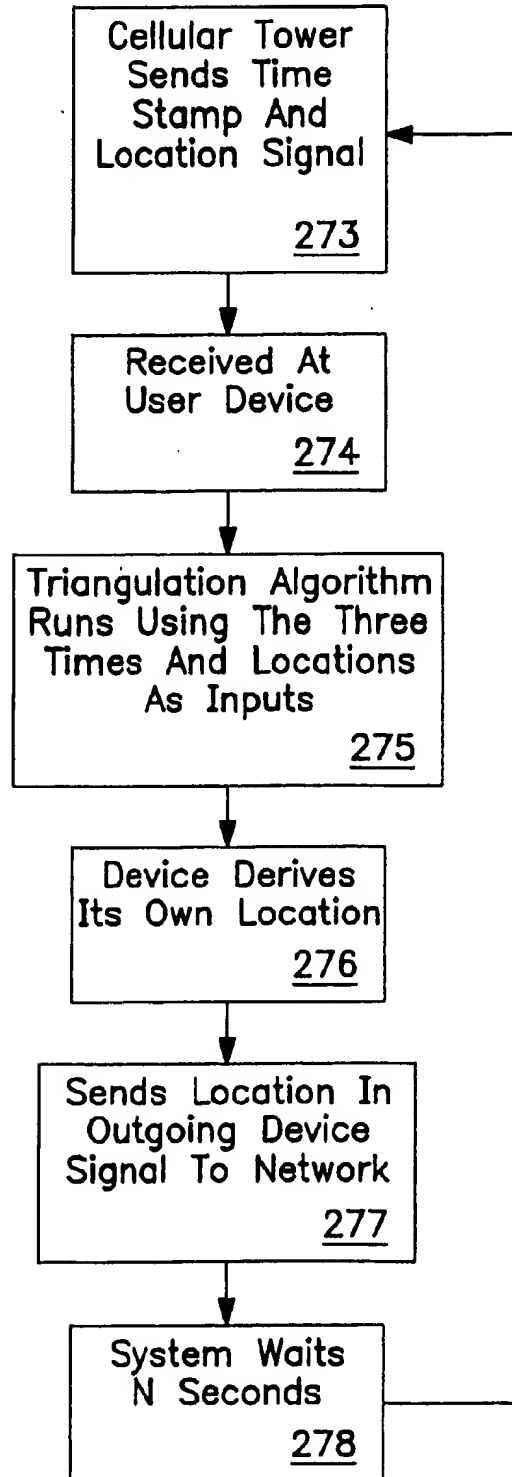 Cellular Tower
Sends Time
Stamp And
Location Signal
273
Received At
User Device
274
Triangulation Algorithm
Runs Using The Three
Times And Locations
As Inputs
275
Device Derives
Its Own Location
276
Sends Location In
Outgoing Device
Signal To Network
277
System Waits
N Seconds
278